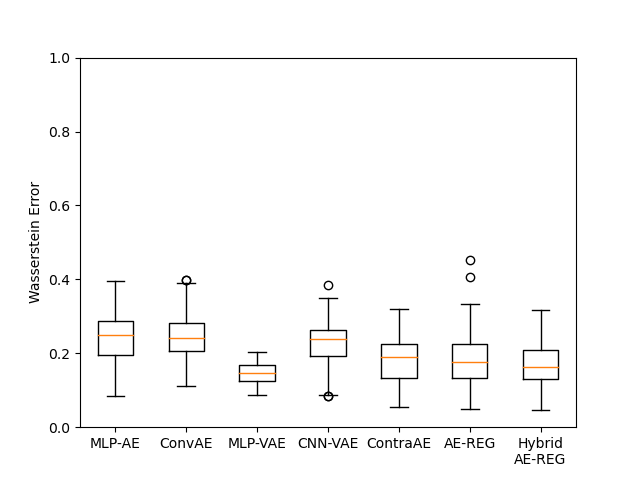 1.0
0.8
0.6
0.4
0.2
0.0
Wasserstein Error
MLP-AE ConvAE MLP-VAE CNN-VAE ContraAE AE-REG Hybrid
AE-REG